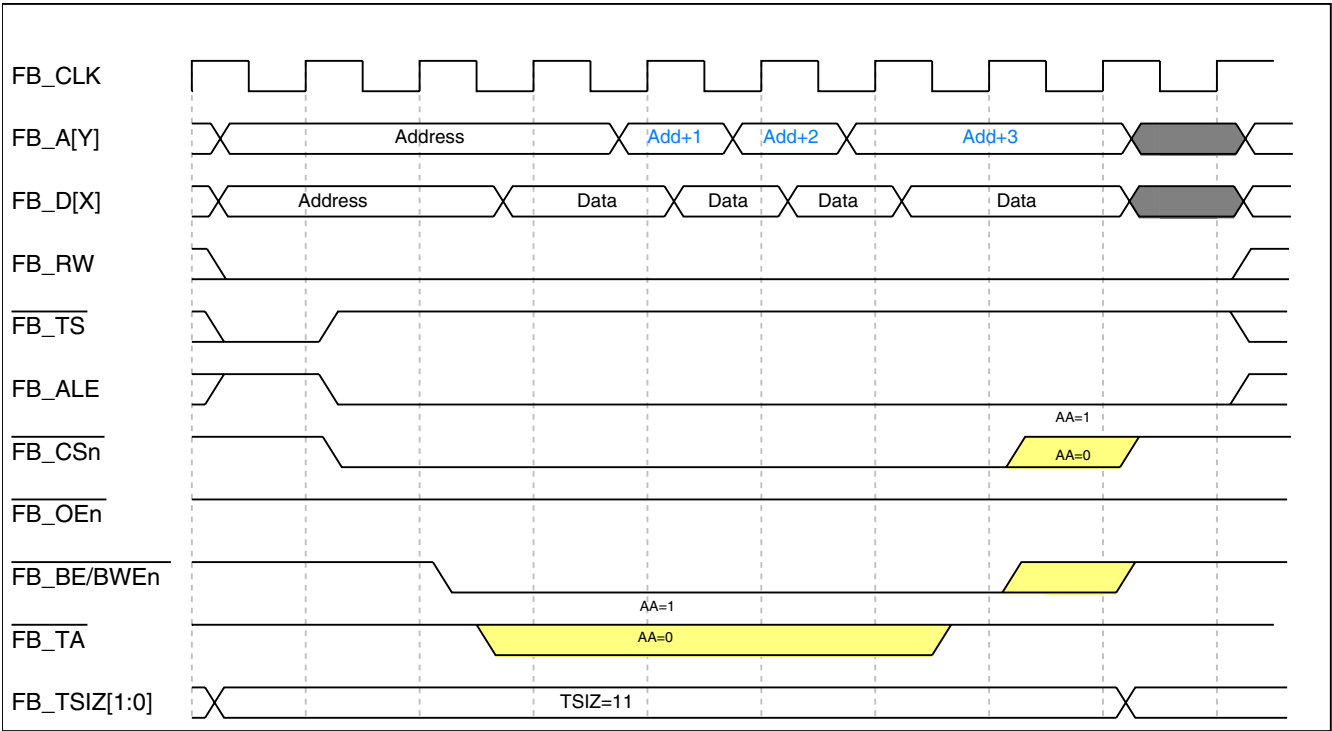 FB_CLK
FB_A[Y] Address Add+1 Add+2 Add+3
FB_D[X] Address Data Data Data Data
FB_RW
FB_TS
FB_ALE
AA=1
FB_CSn AA=0
FB_OEn
FB_BE/BWEn
AA=1
FB_TA AA=0
FB_TSIZ[1:0] TSIZ=11